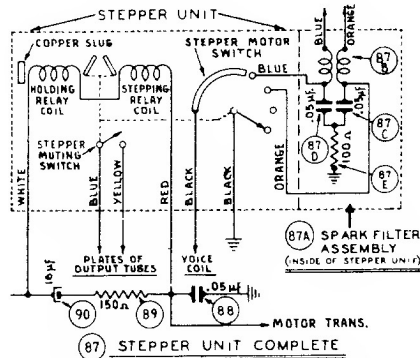 STEPPER UNIT
COPPER SLUG
STEPPER MOTOR
SWITCH
BLUE
BLUE
ORANGE
87
B
HOLDING
RELAY
COIL
STEPPING
RELAY
COIL
.05µF
.05µF
87
C
87
D
100Ω
87
E
STEPPER
MUTING
SWITCH
ORANGE
WHITE
BLUE
YELLOW
RED
BLACK
BLACK
87A SPARK FILTER
ASSEMBLY
(INSIDE OF STEPPER UNIT)
PLATES OF
OUTPUT TUBES
VOICE
COIL
10µF
150Ω
.05µF
90
89
88
MOTOR TRANS.
87 STEPPER UNIT COMPLETE